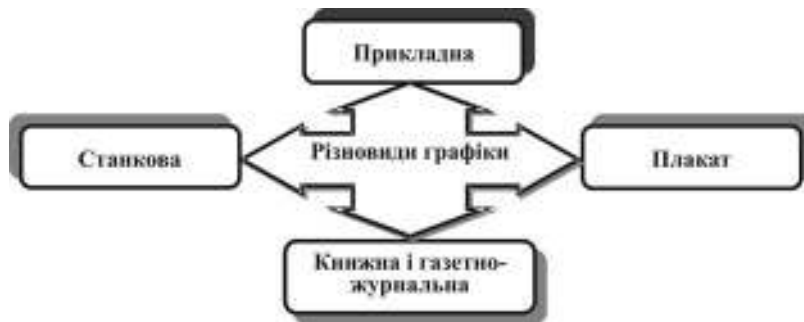 Прикладна
Станкова
Різновиди графіки
Плакат
Книжна і газетно-
журнальна